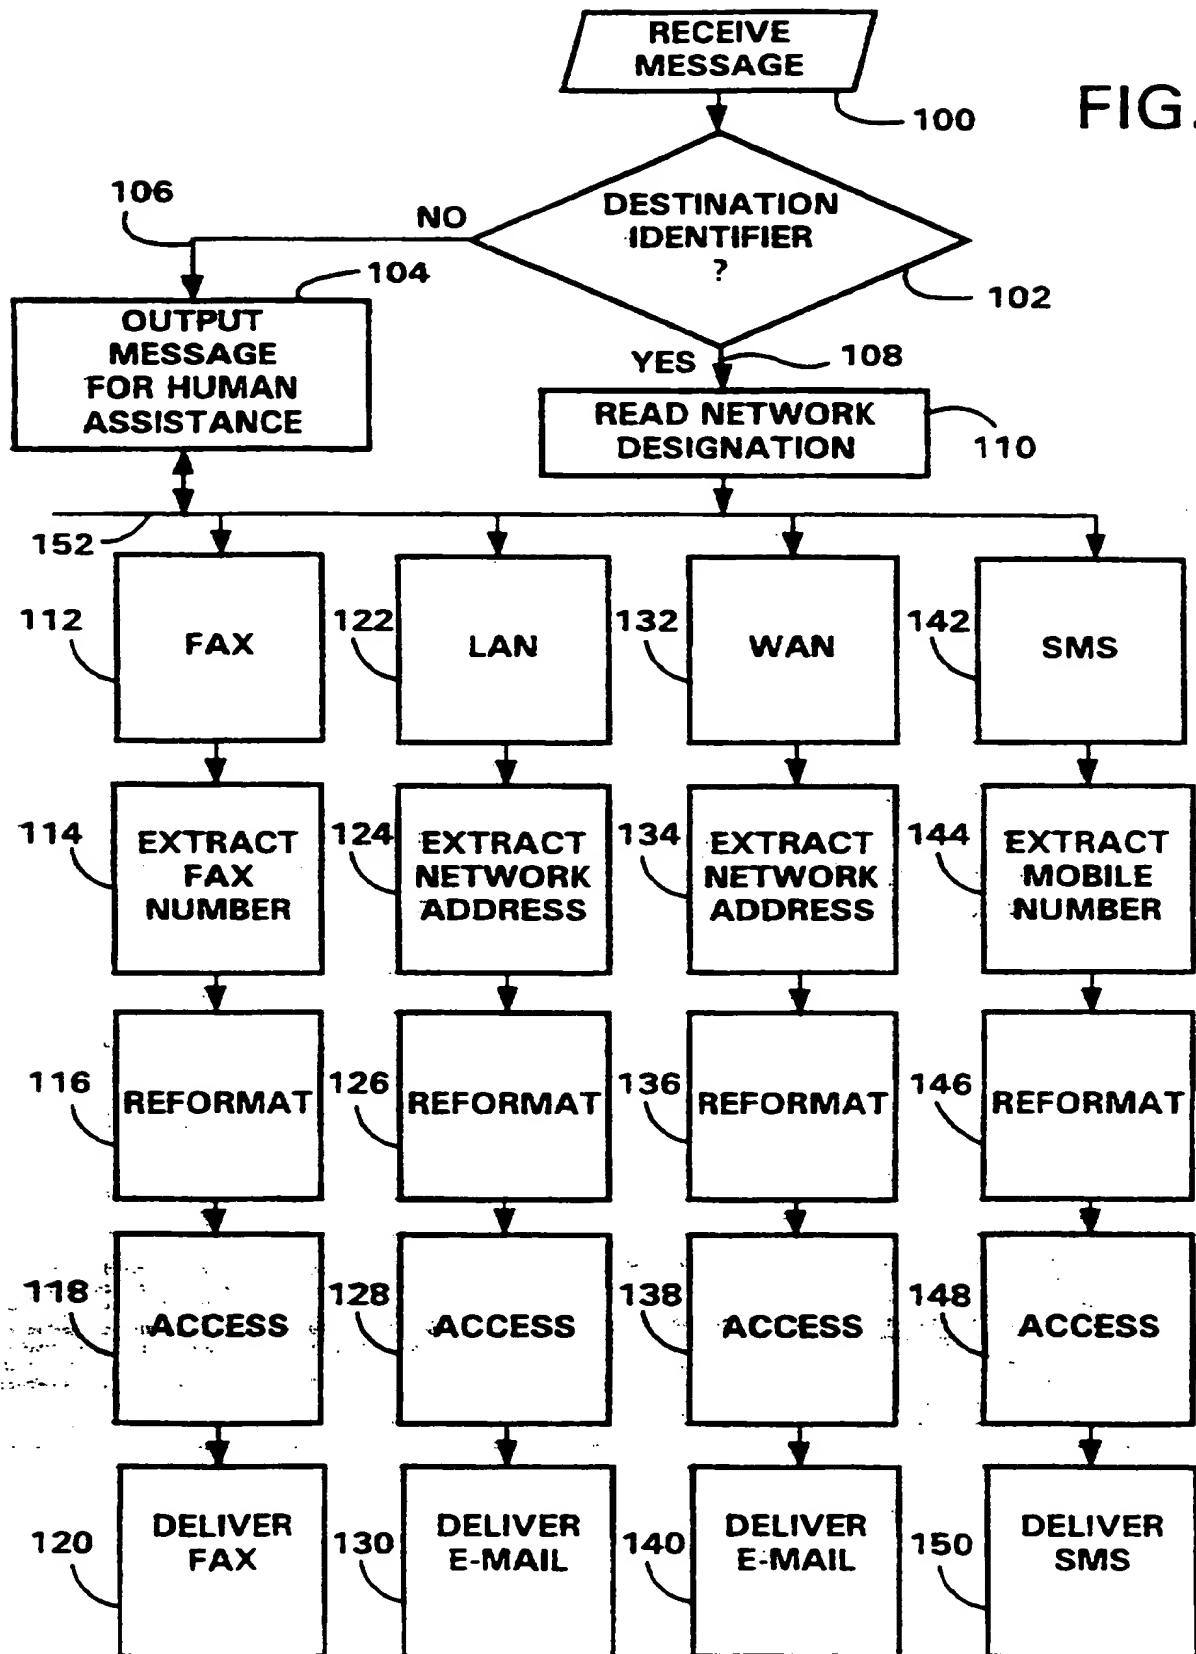 RECEIVE
MESSAGE
100
FIG.
DESTINATION
IDENTIFIER
?
102
NO
106
104
OUTPUT
MESSAGE
FOR HUMAN
ASSISTANCE
YES
108
READ NETWORK
DESIGNATION
110
152
112
FAX
122
LAN
132
WAN
142
SMS
114
EXTRACT
FAX
NUMBER
124
EXTRACT
NETWORK
ADDRESS
134
EXTRACT
NETWORK
ADDRESS
144
EXTRACT
MOBILE
NUMBER
116
REFORMAT
126
REFORMAT
136
REFORMAT
146
REFORMAT
118
ACCESS
128
ACCESS
138
ACCESS
148
ACCESS
120
DELIVER
FAX
130
DELIVER
E-MAIL
140
DELIVER
E-MAIL
150
DELIVER
SMS